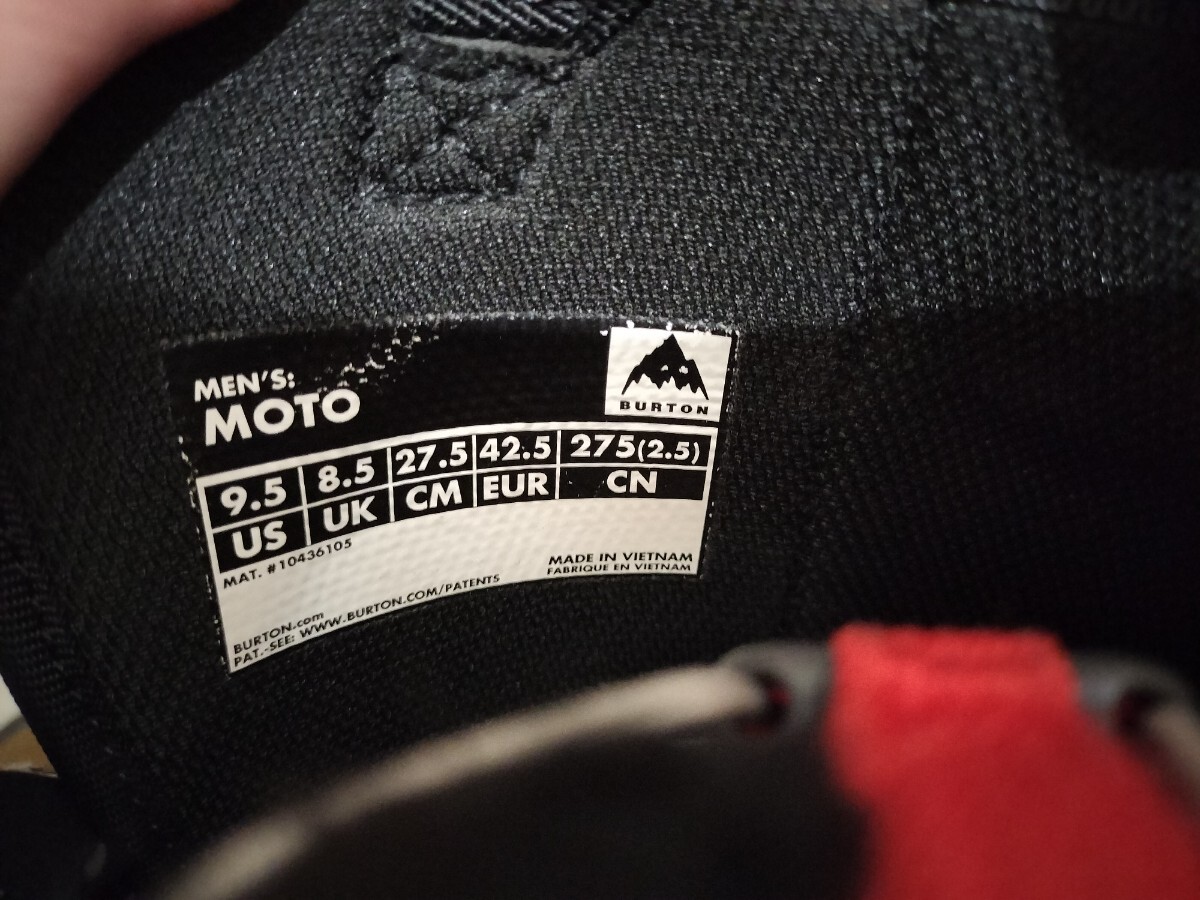 MEN'S:
MOTO
BURTON
9.5 8.5 27.5 42.5 275(2.5)
US UK CM EUR CN
MAT. #10436105
MADE IN VIETNAM
FABRIQUE EN VIETNAM
BURTON.com
PAT.-SEE: WWW.BURTON.COM/PATENTS